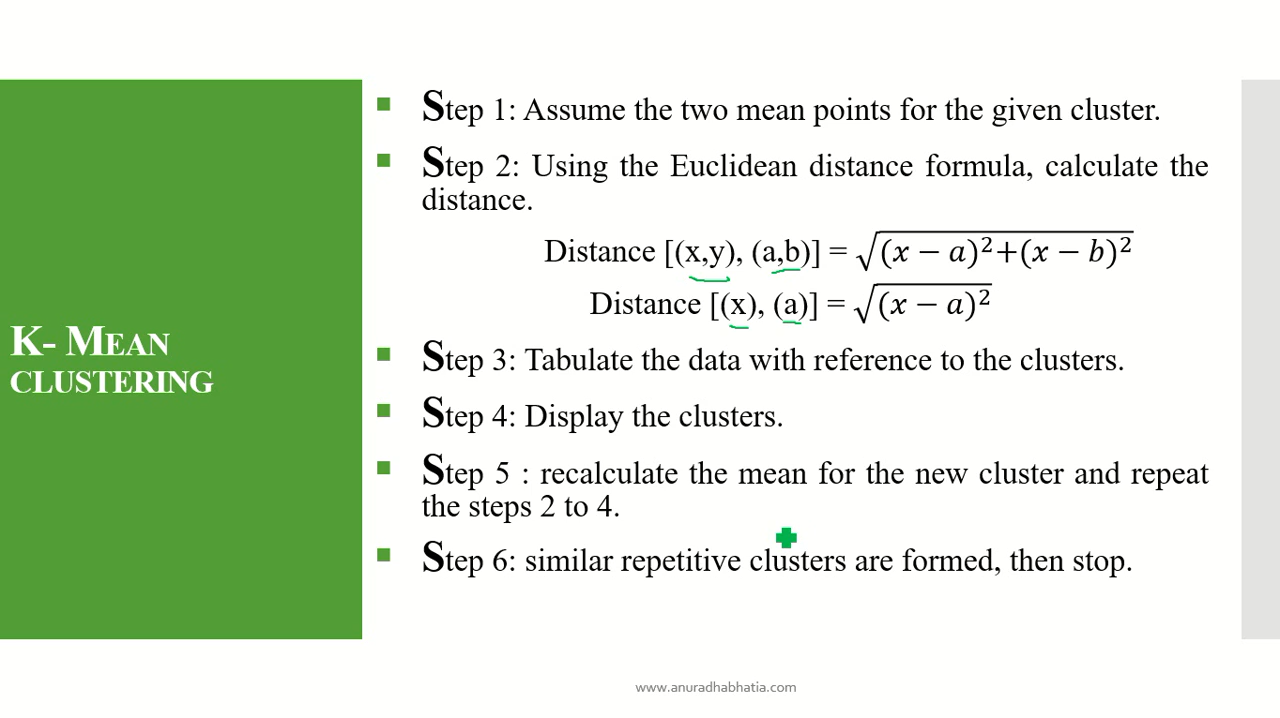 K- MEAN
CLUSTERING
Step 1: Assume the two mean points for the given cluster.
Step 2: Using the Euclidean distance formula, calculate the
distance.
Distance [(x,y), (a,b)] = √(x − a)²+(x − b)²
Distance [(x), (a)] = √(x − a)²
Step 3: Tabulate the data with reference to the clusters.
Step 4: Display the clusters.
Step 5 : recalculate the mean for the new cluster and repeat
the steps 2 to 4.
Step 6: similar repetitive clusters are formed, then stop.
www.anuradhabhatia.com